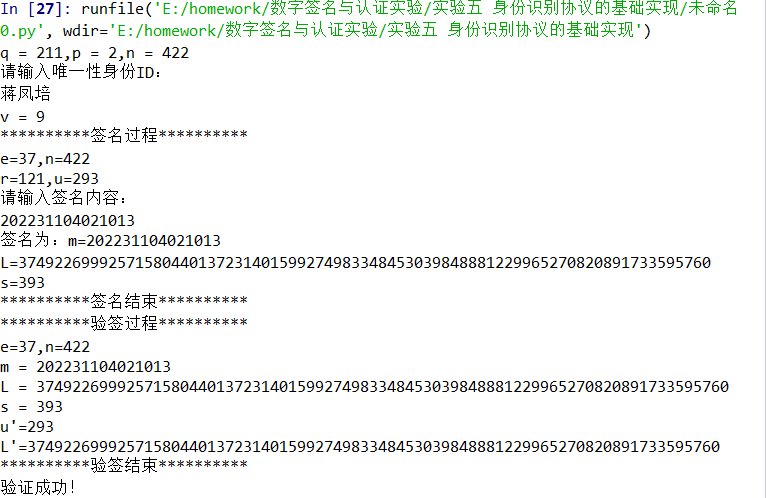 In [27]: runfile('E:/homework/数字签名与认证实验/实验五 身份识别协议的基础实现/未命名
0.py', wdir='E:/homework/数字签名与认证实验/实验五 身份识别协议的基础实现')
q = 211,p = 2,n = 422
请输入唯一性身份ID:
蒋凤培
v = 9
**********签名过程**********
e=37,n=422
r=121,u=293
请输入签名内容:
202231104021013
签名为: m=202231104021013
L=37492269992571580440137231401599274983348453039848881229965270820891733595760
s=393
**********签名结束**********
**********验签过程**********
e=37,n=422
m = 202231104021013
L = 37492269992571580440137231401599274983348453039848881229965270820891733595760
s = 393
u'=293
L'=37492269992571580440137231401599274983348453039848881229965270820891733595760
**********验签结束**********
验证成功!